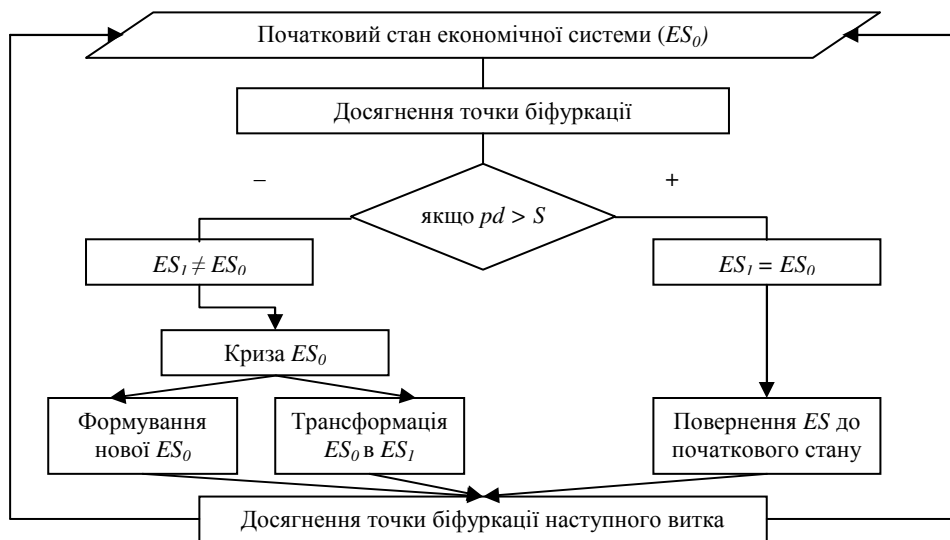 Початковий стан економічної системи (ES₀)
Досягнення точки біфуркації
–
+
якщо pd > S
ES₁ ≠ ES₀
ES₁ = ES₀
Криза ES₀
Формування
нової ES₀
Трансформація
ES₀ в ES₁
Повернення ES до
початкового стану
Досягнення точки біфуркації наступного витка